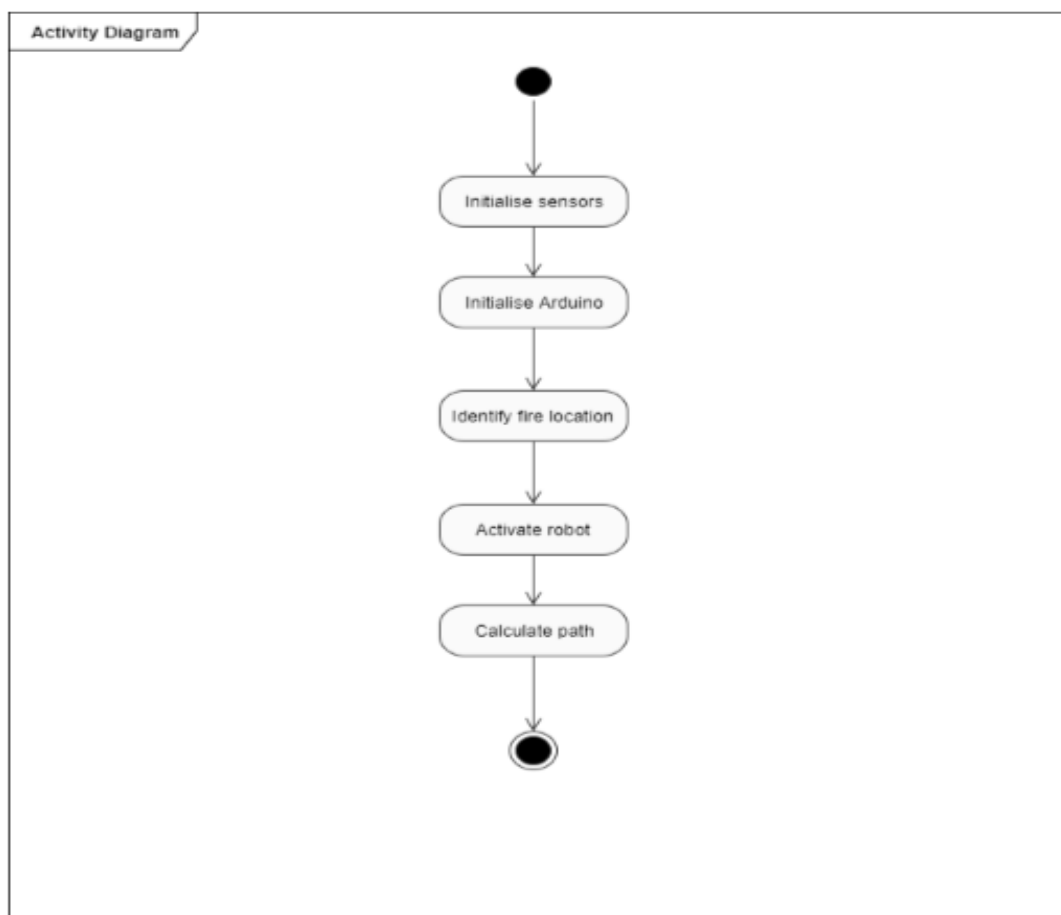 Activity Diagram
Initialise sensors
Initialise Arduino
Identify fire location
Activate robot
Calculate path